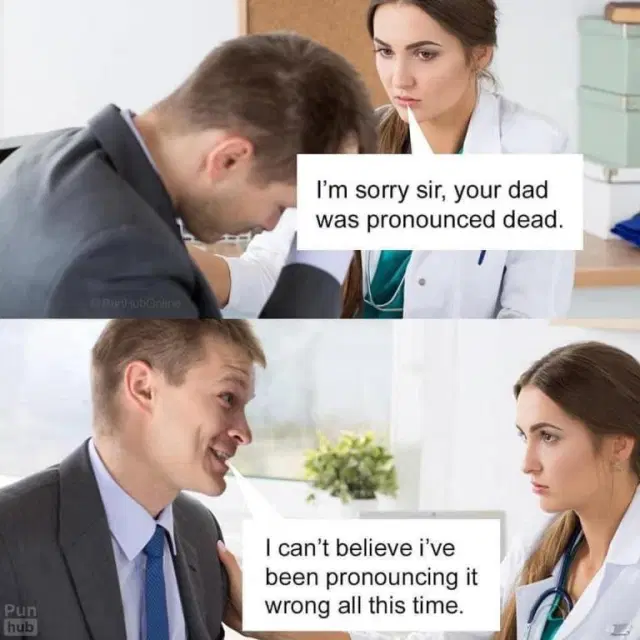 I'm sorry sir, your dad
was pronounced dead.
I can't believe i've
been pronouncing it
wrong all this time.
Pun
hub